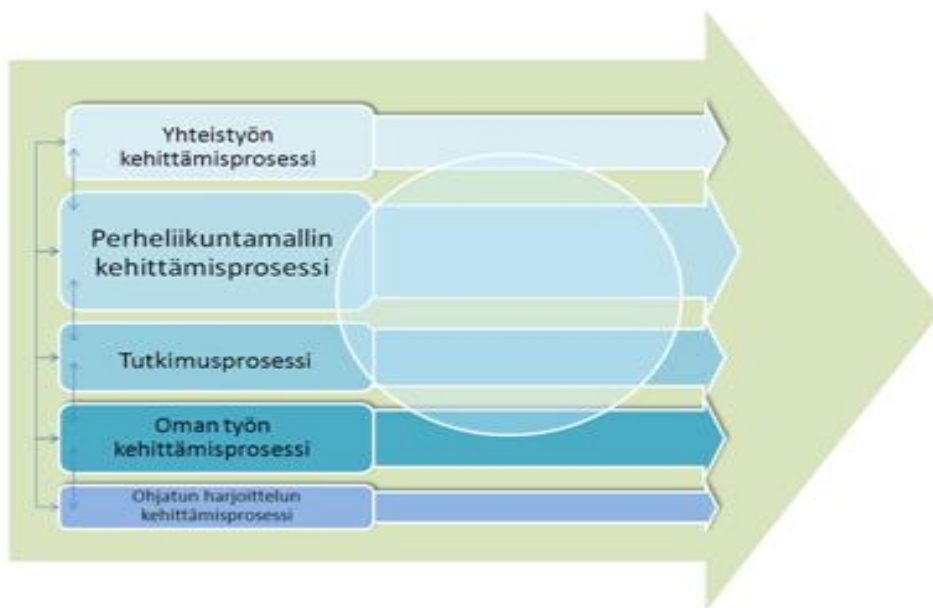 Yhteistyön
kehittämisprosessi
Perheliikuntamallin
kehittämisprosessi
Tutkimusprosessi
Oman työn
kehittämisprosessi
Ohjatun harjoittelun
kehittämisprosessi